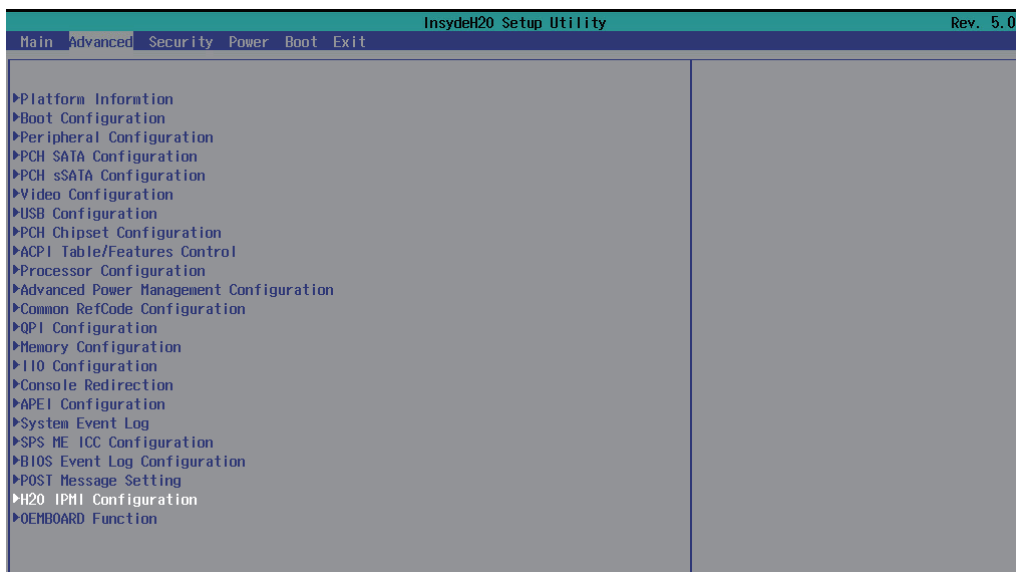 InsydeH2O Setup Utility Rev. 5.0
Main Advanced Security Power Boot Exit
Platform Informtion
Boot Configuration
Peripheral Configuration
PCH SATA Configuration
PCH sSATA Configuration
Video Configuration
USB Configuration
PCH Chipset Configuration
ACPI Table/Features Control
Processor Configuration
Advanced Power Management Configuration
Common RefCode Configuration
QPI Configuration
Memory Configuration
IIO Configuration
Console Redirection
APEI Configuration
System Event Log
SPS ME ICC Configuration
BIOS Event Log Configuration
POST Message Setting
H2O IPMI Configuration
OEMBOARD Function